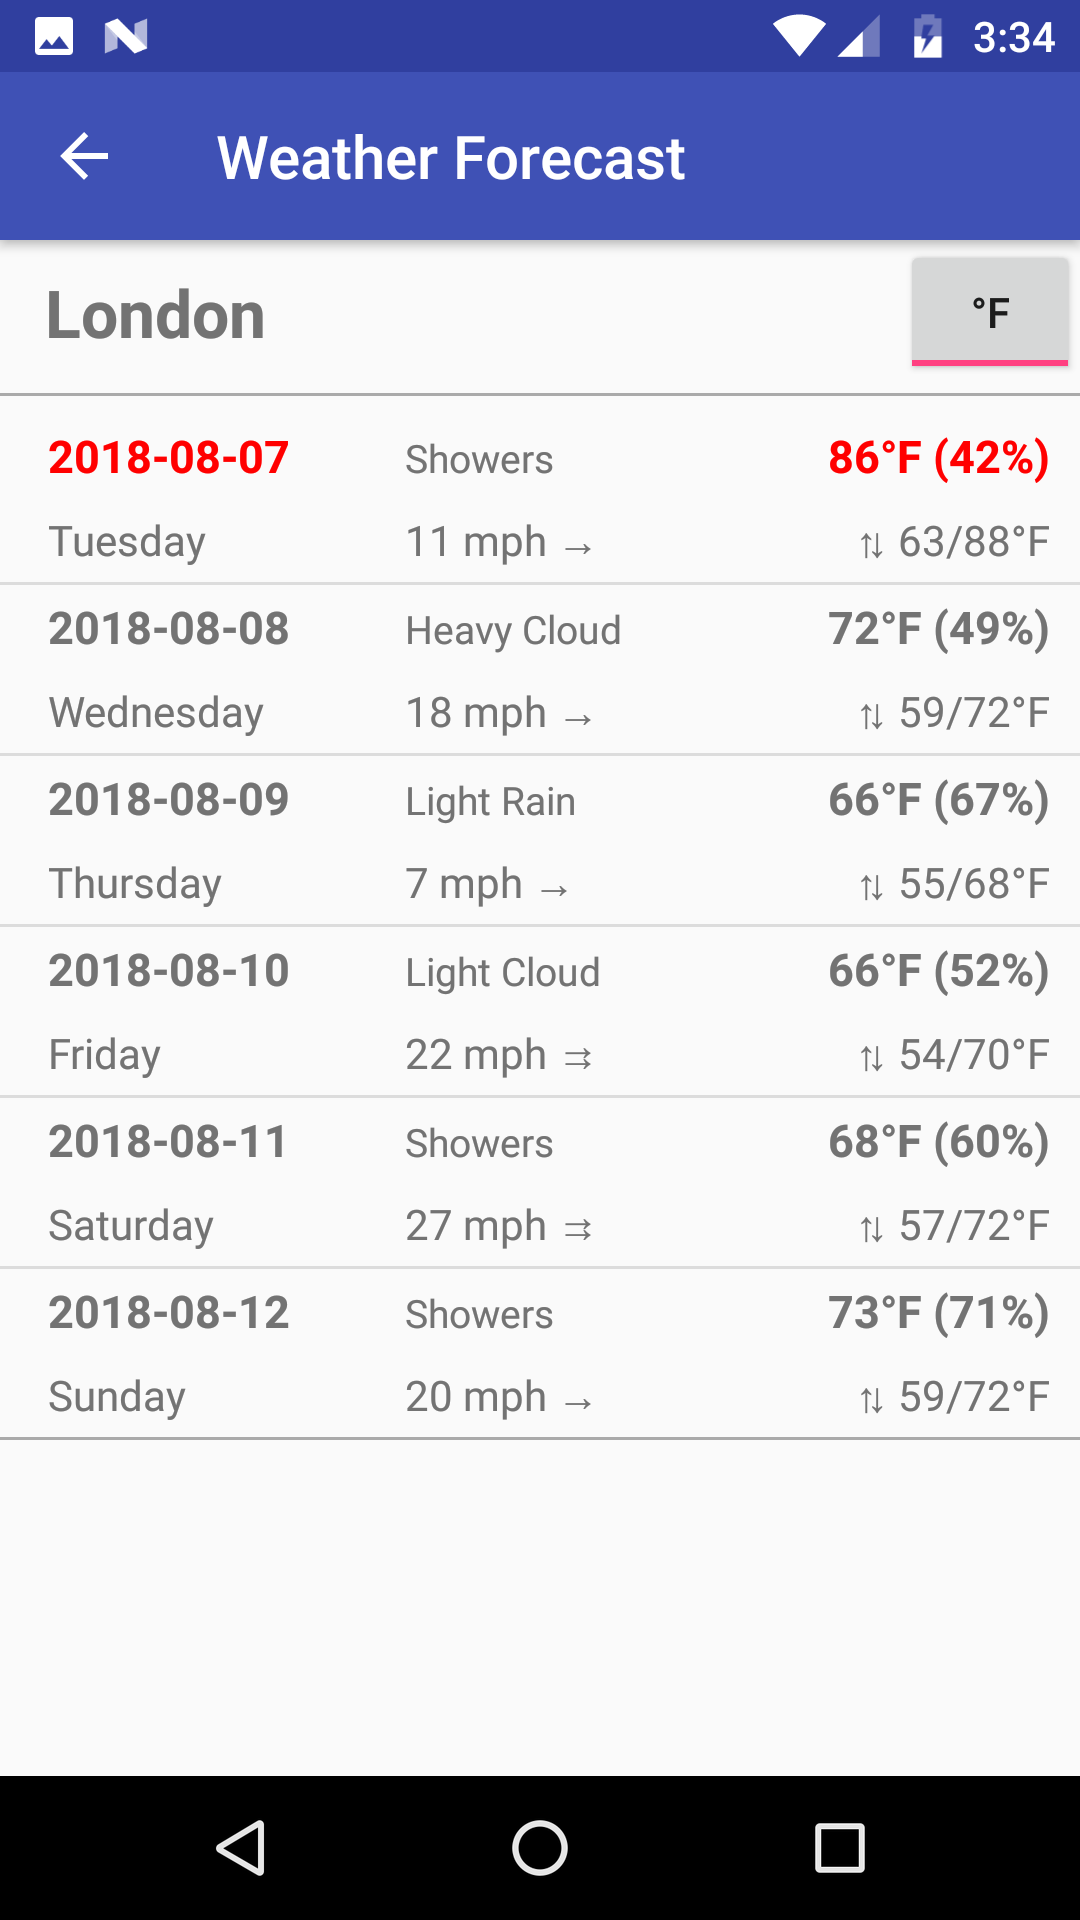 3:34
Weather Forecast
London °F
2018-08-07 Showers 86°F (42%)
Tuesday 11 mph → ↑↓ 63/88°F
2018-08-08 Heavy Cloud 72°F (49%)
Wednesday 18 mph → ↑↓ 59/72°F
2018-08-09 Light Rain 66°F (67%)
Thursday 7 mph → ↑↓ 55/68°F
2018-08-10 Light Cloud 66°F (52%)
Friday 22 mph ⇉ ↑↓ 54/70°F
2018-08-11 Showers 68°F (60%)
Saturday 27 mph ⇉ ↑↓ 57/72°F
2018-08-12 Showers 73°F (71%)
Sunday 20 mph → ↑↓ 59/72°F